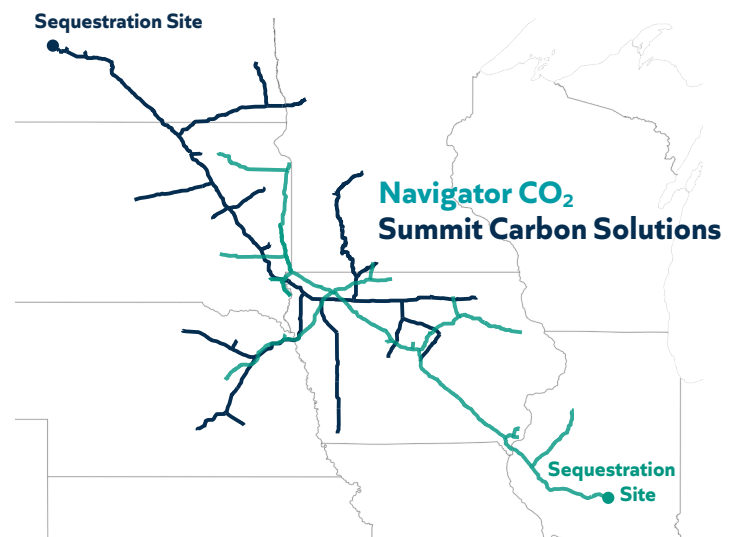 Sequestration Site
Navigator CO₂
Summit Carbon Solutions
Sequestration
Site